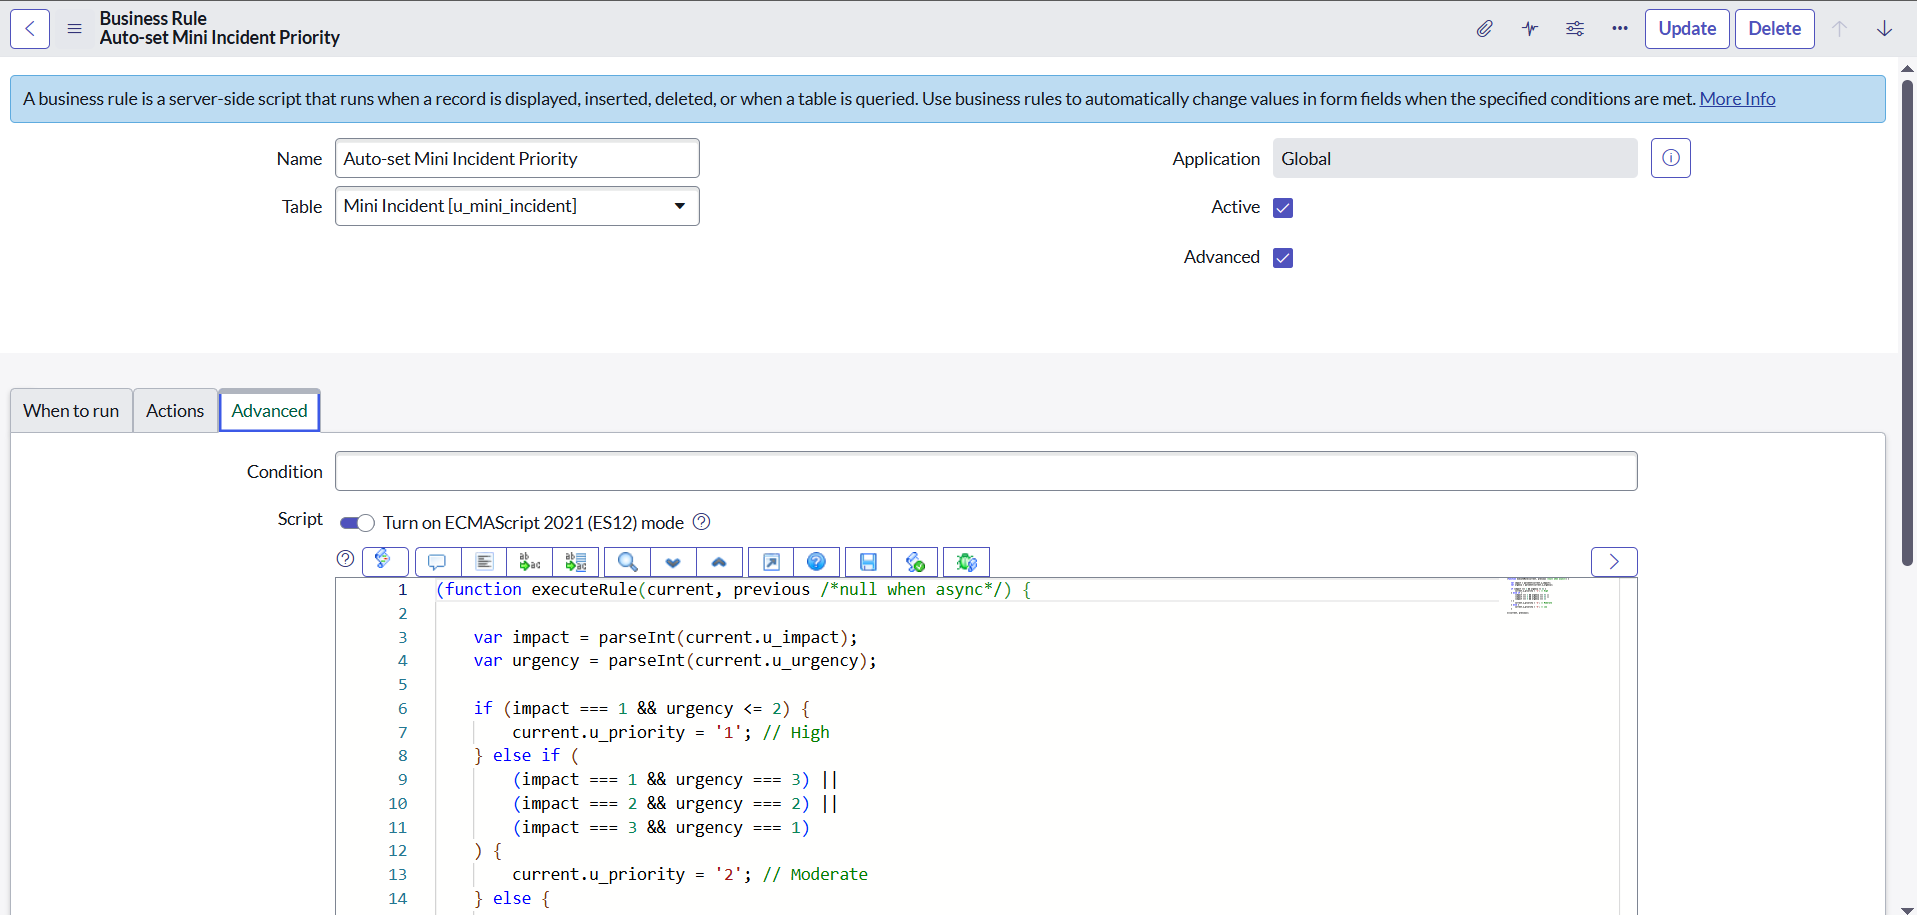 Business Rule
Auto-set Mini Incident Priority
Update
Delete
A business rule is a server-side script that runs when a record is displayed, inserted, deleted, or when a table is queried. Use business rules to automatically change values in form fields when the specified conditions are met. More Info
Name
Auto-set Mini Incident Priority
Application
Global
Table
Mini Incident [u_mini_incident]
Active
Advanced
When to run
Actions
Advanced
Condition
Script
Turn on ECMAScript 2021 (ES12) mode
1 (function executeRule(current, previous /*null when async*/) {
2
3     var impact = parseInt(current.u_impact);
4     var urgency = parseInt(current.u_urgency);
5
6     if (impact === 1 && urgency <= 2) {
7         current.u_priority = '1'; // High
8     } else if (
9         (impact === 1 && urgency === 3) ||
10         (impact === 2 && urgency === 2) ||
11         (impact === 3 && urgency === 1)
12     ) {
13         current.u_priority = '2'; // Moderate
14     } else {